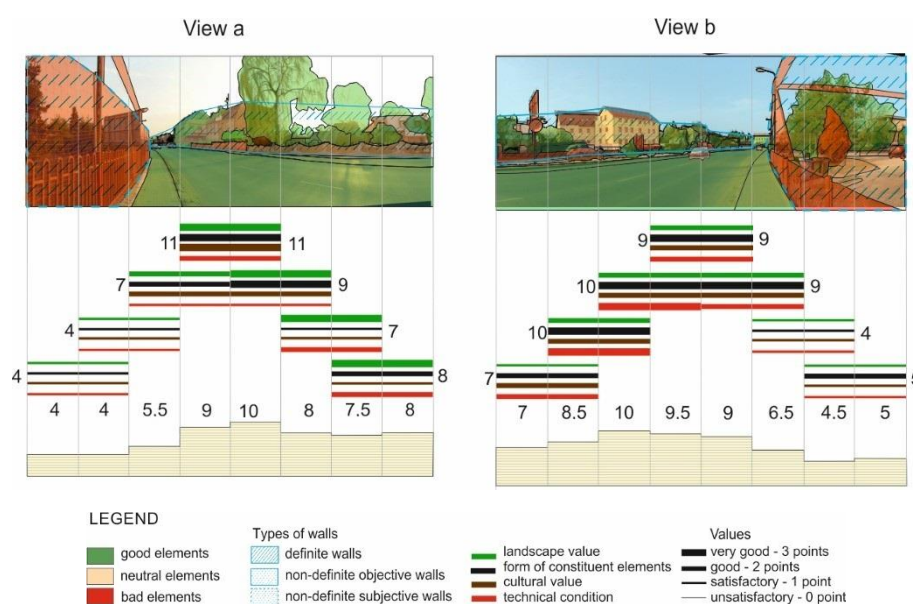 View a
View b
11 11
9 9
7 9
10 9
4 7
10 4
4 8
7
4 4 5.5 9 10 8 7.5 8
7 8.5 10 9.5 9 6.5 4.5 5
LEGEND
good elements
neutral elements
bad elements
Types of walls
definite walls
non-definite objective walls
non-definite subjective walls
landscape value
form of constituent elements
cultural value
technical condition
Values
very good - 3 points
good - 2 points
satisfactory - 1 point
unsatisfactory - 0 point